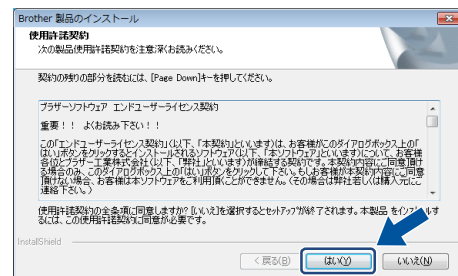 Brother 製品のインストール
使用許諾契約
次の製品使用許諾契約を注意深くお読みください。
契約の残りの部分を読むには、[Page Down]キーを押してください。
ブラザーソフトウェア エンドユーザーライセンス契約
重要！！ よくお読み下さい！！
この「エンドユーザーライセンス契約」(以下、「本契約」といいます)は、お客様がこのダイアログボックス上の「
はい」ボタンをクリックするとインストールされるソフトウェア(以下、「本ソフトウェア」といいます)について、お客様
各位とブラザー工業株式会社(以下、「弊社」といいます)が締結する契約です。本契約内容にご同意頂け
る場合のみ、このダイアログボックス上の「はい」ボタンをクリックして下さい。もしもお客様が本契約内容にご同意
頂けない場合、お客様は本ソフトウェアをご利用頂くことができません。(その場合は弊社若しくは購入元にご
連絡下さい。)
使用許諾契約の全条項に同意しますか? [いいえ]を選択するとセットアップが終了されます。本製品 をインストールす
るには、この使用許諾契約に同意が必要です。
InstallShield
< 戻る(B)
はい(Y)
いいえ(N)